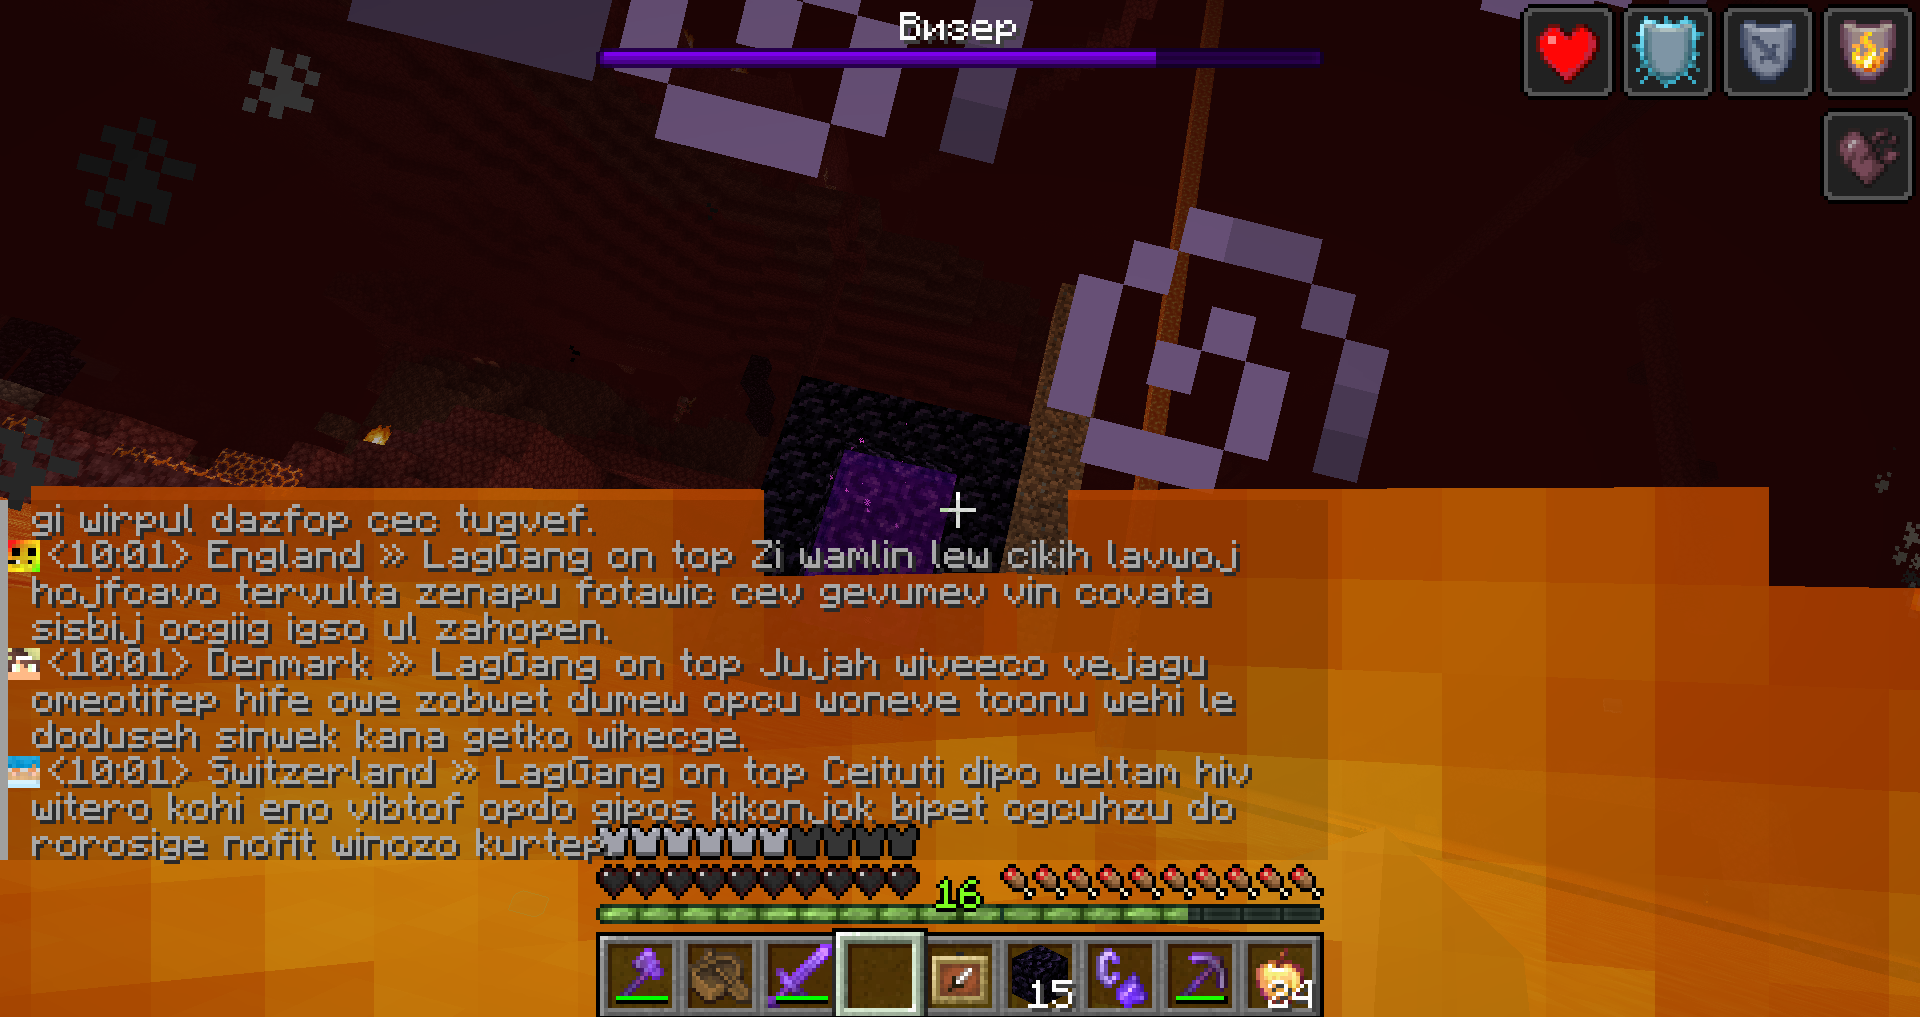 Визер
gi wirpul dazfop cec tugvef.
<10:01> England » LagGang on top Zi wamlin lew cikih lavwoj
hojfoavo tervulta zenapu fotawic cev gevumev vin covata
sisbij ocgiig igso ul zahopen.
<10:01> Denmark » LagGang on top Jujah wiveeco vejagu
omeotifep hife owe zobwet dumew opcu woneve toonu wehi le
doduseh sinwek kana getko wihecge.
<10:01> Switzerland » LagGang on top Ceituti dipo weltam hiv
witero kohi eno vibtof opdo gipos kikonjok bipet ogcuhzu do
rorosige nofit winozo kurtep.
16
15
24